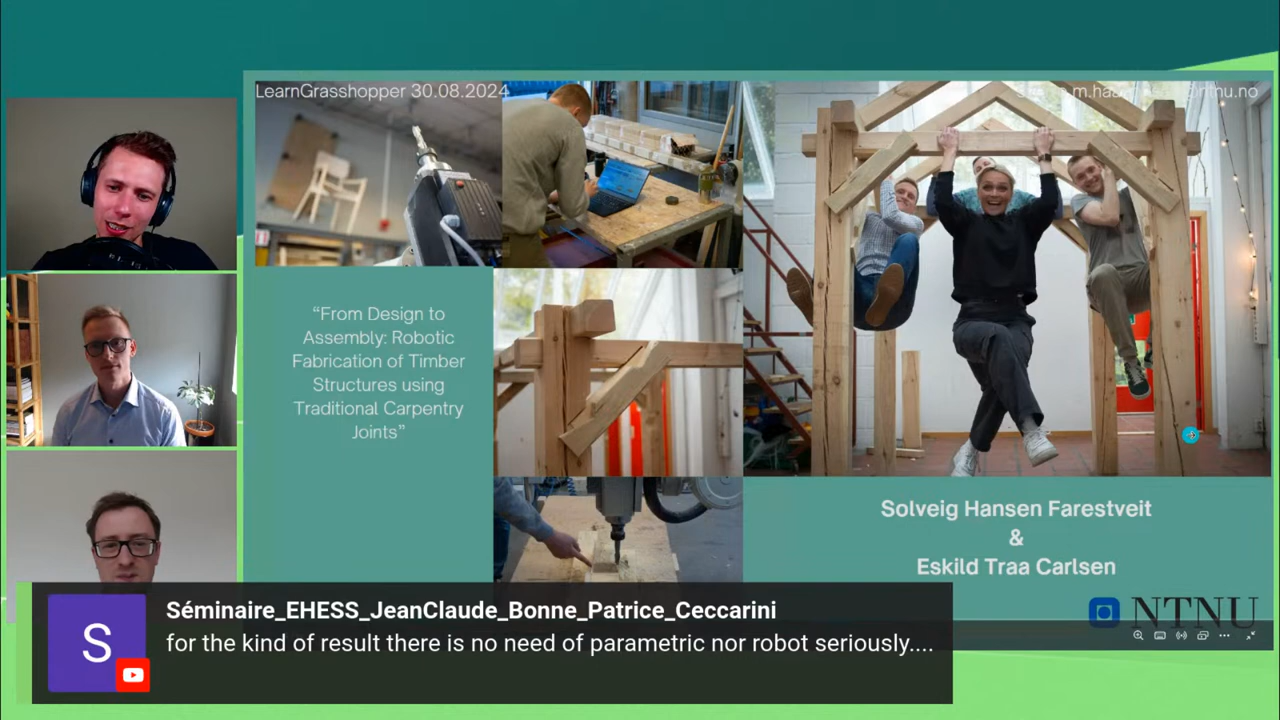 LearnGrasshopper 30.08.2024
@ntnu.no
“From Design to
Assembly: Robotic
Fabrication of Timber
Structures using
Traditional Carpentry
Joints”
Solveig Hansen Farestveit
&
Eskild Traa Carlsen
NTNU
S
Séminaire_EHESS_JeanClaude_Bonne_Patrice_Ceccarini
for the kind of result there is no need of parametric nor robot seriously....